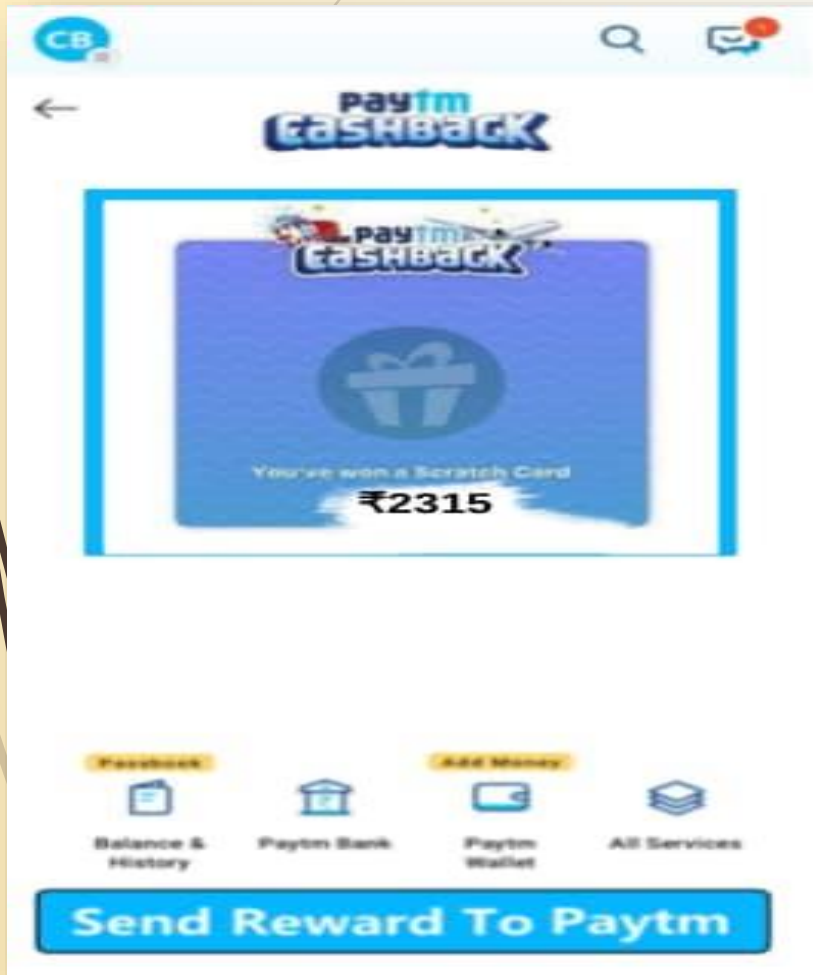 CB
paytm
CASHBACK
paytm
CASHBACK
You've won a Scratch Card
₹2315
Passbook
Add Money
Balance &
History
Paytm Bank
Paytm
Wallet
All Services
Send Reward To Paytm